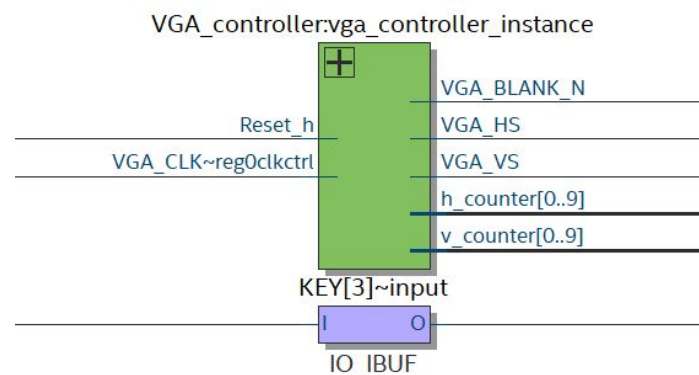 VGA_controller:vga_controller_instance
VGA_BLANK_N
Reset_h VGA_HS
VGA_CLK~reg0clkctrl VGA_VS
h_counter[0..9]
v_counter[0..9]
KEY[3]~input
I O
IO_IBUF